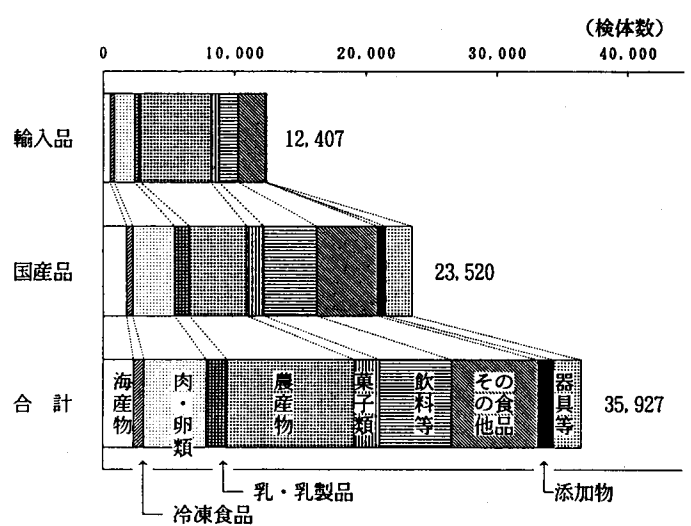 (検体数)
0 10,000 20,000 30,000 40,000
輸入品 12,407
国産品 23,520
合計 35,927
海産物
肉・卵類
農産物
菓子類
飲料等
その他の食品
器具等
乳・乳製品
添加物
冷凍食品